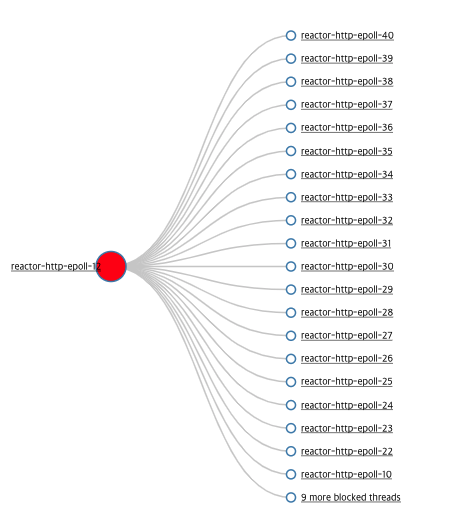 reactor-http-epoll-40
reactor-http-epoll-39
reactor-http-epoll-38
reactor-http-epoll-37
reactor-http-epoll-36
reactor-http-epoll-35
reactor-http-epoll-34
reactor-http-epoll-33
reactor-http-epoll-32
reactor-http-epoll-31
reactor-http-epoll-12
reactor-http-epoll-30
reactor-http-epoll-29
reactor-http-epoll-28
reactor-http-epoll-27
reactor-http-epoll-26
reactor-http-epoll-25
reactor-http-epoll-24
reactor-http-epoll-23
reactor-http-epoll-22
reactor-http-epoll-10
9 more blocked threads